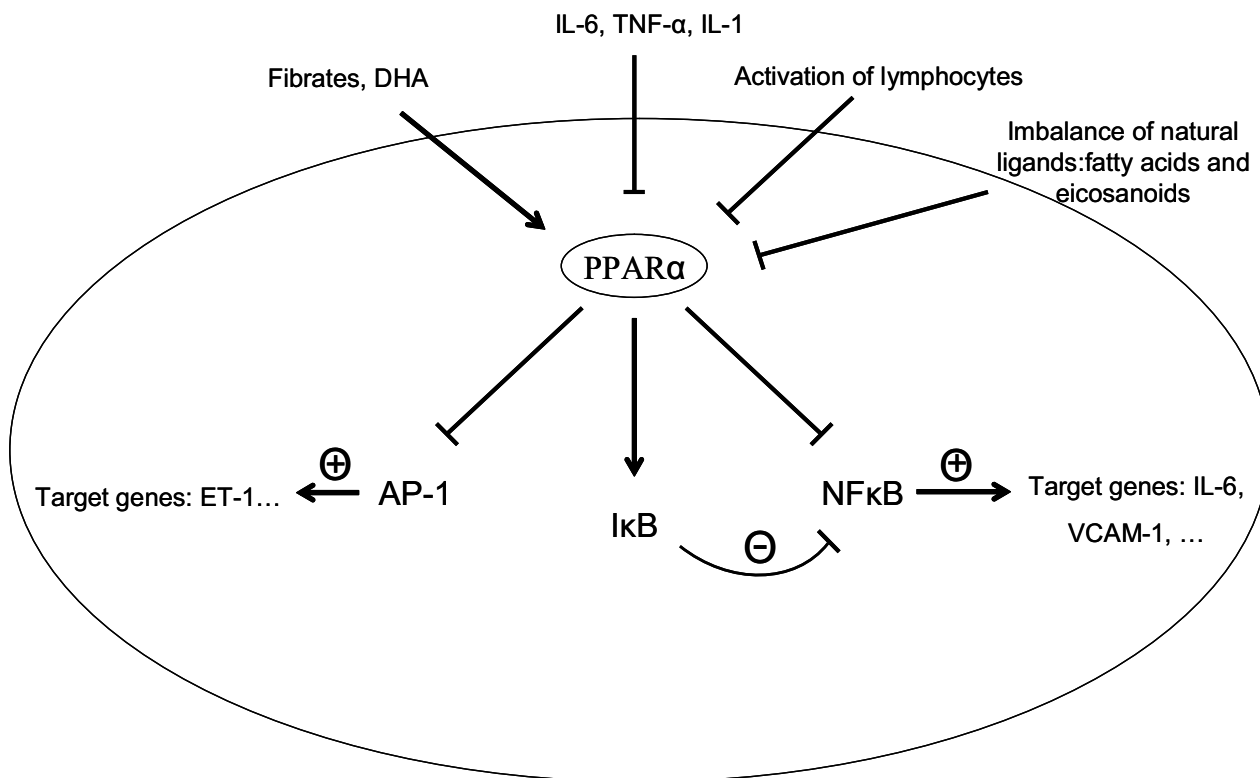 IL-6, TNF-α, IL-1
Fibrates, DHA
Activation of lymphocytes
Imbalance of natural
ligands:fatty acids and
eicosanoids
PPARα
⊕
⊕
Target genes: ET-1…
AP-1
NFκB
Target genes: IL-6,
IκB
VCAM-1, …
⊖